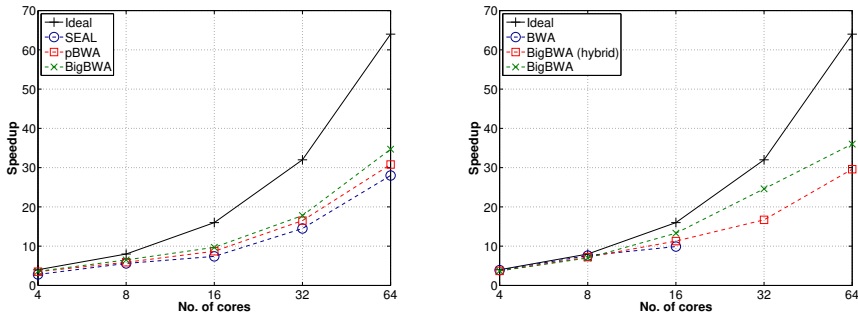 70
60
50
40
30
20
10
0
Speedup
Ideal
SEAL
pBWA
BigBWA
4 8 16 32 64
No. of cores
70
60
50
40
30
20
10
0
Speedup
Ideal
BWA
BigBWA (hybrid)
BigBWA
4 8 16 32 64
No. of cores